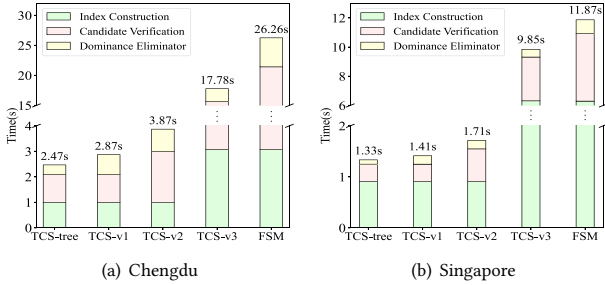 Index Construction
Candidate Verification
Dominance Eliminator
30
25
20
15
4
3
2
1
0
Time(s)
2.47s
2.87s
3.87s
17.78s
26.26s
TCS-tree TCS-v1 TCS-v2 TCS-v3 FSM
(a) Chengdu
Index Construction
Candidate Verification
Dominance Eliminator
12
10
8
6
2
1
0
Time(s)
1.33s
1.41s
1.71s
9.85s
11.87s
TCS-tree TCS-v1 TCS-v2 TCS-v3 FSM
(b) Singapore